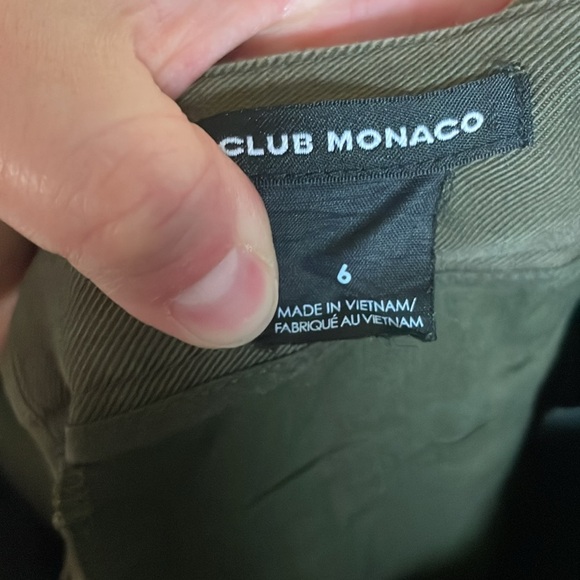 CLUB MONACO
6
MADE IN VIETNAM/
FABRIQUÉ AU VIETNAM